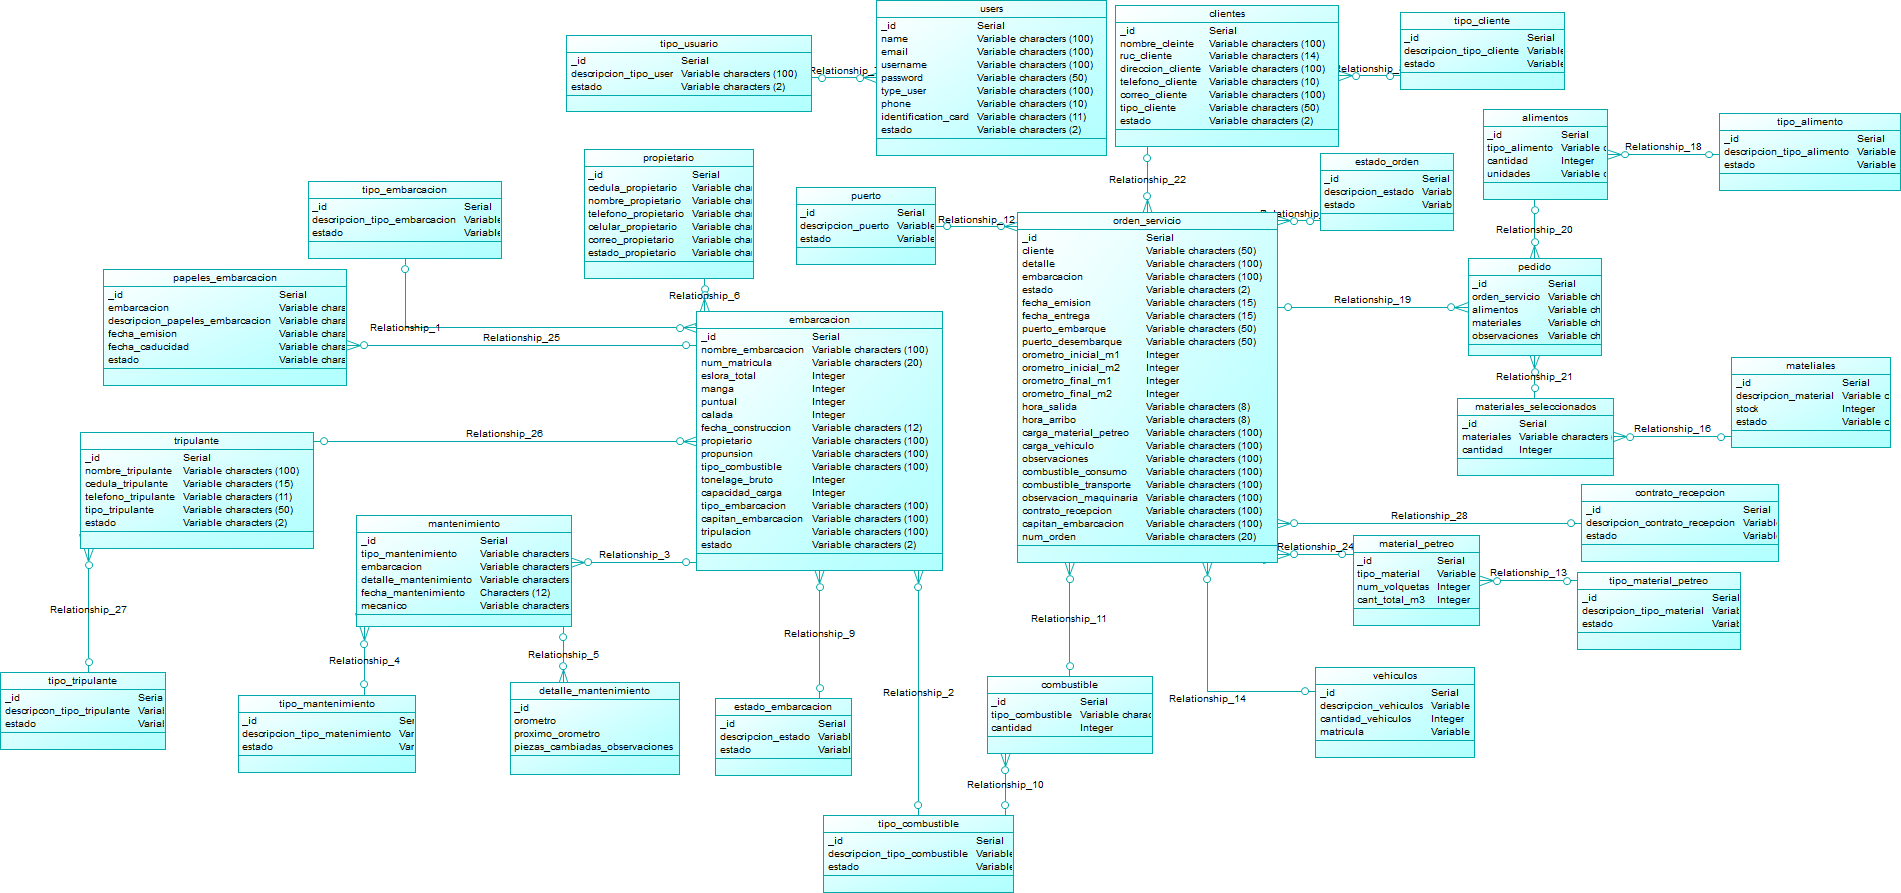 users
_id Serial
name Variable characters (100)
email Variable characters (100)
username Variable characters (100)
password Variable characters (50)
type_user Variable characters (100)
phone Variable characters (10)
identification_card Variable characters (11)
estado Variable characters (2)
clientes
_id Serial
nombre_cleinte Variable characters (100)
ruc_cliente Variable characters (14)
direccion_cliente Variable characters (100)
telefono_cliente Variable characters (10)
correo_cliente Variable characters (100)
tipo_cliente Variable characters (50)
estado Variable characters (2)
tipo_cliente
_id Serial
descripcion_tipo_cliente Variable
estado Variable
tipo_usuario
_id Serial
descripcion_tipo_user Variable characters (100)
estado Variable characters (2)
Relationship_
Relationship_
alimentos
_id Serial
tipo_alimento Variable c
cantidad Integer
unidades Variable c
Relationship_18
tipo_alimento
_id Serial
descripcion_tipo_alimento Variable
estado Variable
propietario
_id Serial
cedula_propietario Variable cha
nombre_propietario Variable cha
telefono_propietario Variable cha
celular_propietario Variable cha
correo_propietario Variable cha
estado_propietario Variable cha
tipo_embarcacion
_id Serial
descripcion_tipo_embarcacion Variable
estado Variable
puerto
_id Serial
descripcion_puerto Variable
estado Variable
Relationship_12
Relationship_22
estado_orden
_id Serial
descripcion_estado Variab
estado Variab
Relationship_
Relationship_20
orden_servicio
_id Serial
cliente Variable characters (50)
detalle Variable characters (100)
embarcacion Variable characters (100)
estado Variable characters (2)
fecha_emision Variable characters (15)
fecha_entrega Variable characters (15)
puerto_embarque Variable characters (50)
puerto_desembarque Variable characters (50)
orometro_inicial_m1 Integer
orometro_inicial_m2 Integer
orometro_final_m1 Integer
orometro_final_m2 Integer
hora_salida Variable characters (8)
hora_arribo Variable characters (8)
carga_material_petreo Variable characters (100)
carga_vehiculo Variable characters (100)
observaciones Variable characters (100)
combustible_consumo Variable characters (100)
combustible_transporte Variable characters (100)
observacion_maquinaria Variable characters (100)
contrato_recepcion Variable characters (100)
capitan_embarcacion Variable characters (100)
num_orden Variable characters (20)
pedido
_id Serial
orden_servicio Variable ch
alimentos Variable ch
materiales Variable ch
observaciones Variable ch
Relationship_19
papeles_embarcacion
_id Serial
embarcacion Variable chara
descripcion_papeles_embarcacion Variable chara
fecha_emision Variable chara
fecha_caducidad Variable chara
estado Variable chara
Relationship_6
Relationship_1
Relationship_25
embarcacion
_id Serial
nombre_embarcacion Variable characters (100)
num_matricula Variable characters (20)
eslora_total Integer
manga Integer
puntual Integer
calada Integer
fecha_construccion Variable characters (12)
propietario Variable characters (100)
propunsion Variable characters (100)
tipo_combustible Variable characters (100)
tonelage_bruto Integer
capacidad_carga Integer
tipo_embarcacion Variable characters (100)
capitan_embarcacion Variable characters (100)
tripulacion Variable characters (100)
estado Variable characters (2)
Relationship_21
mateliales
_id Serial
descripcion_material Variable c
stock Integer
estado Variable c
materiales_seleccionados
_id Serial
materiales Variable characters
cantidad Integer
Relationship_16
tripulante
_id Serial
nombre_tripulante Variable characters (100)
cedula_tripulante Variable characters (15)
telefono_tripulante Variable characters (11)
tipo_tripulante Variable characters (50)
estado Variable characters (2)
Relationship_26
contrato_recepcion
_id Serial
descripcion_contrato_recepcion Variabl
estado Variabl
Relationship_28
mantenimiento
_id Serial
tipo_mantenimiento Variable characters
embarcacion Variable characters
detalle_mantenimiento Variable characters
fecha_mantenimiento Characters (12)
mecanico Variable characters
Relationship_3
Relationship_24
material_petreo
_id Serial
tipo_material Variable
num_volquetas Integer
cant_total_m3 Integer
Relationship_13
tipo_material_petreo
_id Serial
descripcion_tipo_material Variab
estado Variab
Relationship_27
Relationship_4
Relationship_5
Relationship_9
Relationship_11
Relationship_2
Relationship_14
tipo_tripulante
_id Seria
descripcon_tipo_tripulante Variab
estado Variab
tipo_mantenimiento
_id Ser
descripcion_tipo_matenimiento Var
estado Var
detalle_mantenimiento
_id
orometro
proximo_orometro
piezas_cambiadas_observaciones
estado_embarcacion
_id Serial
descripcion_estado Variabl
estado Variabl
combustible
_id Serial
tipo_combustible Variable charac
cantidad Integer
vehiculos
_id Serial
descripcion_vehiculos Variable
cantidad_vehiculos Integer
matricula Variable
Relationship_10
tipo_combustible
_id Serial
descripcion_tipo_combustible Variable
estado Variable